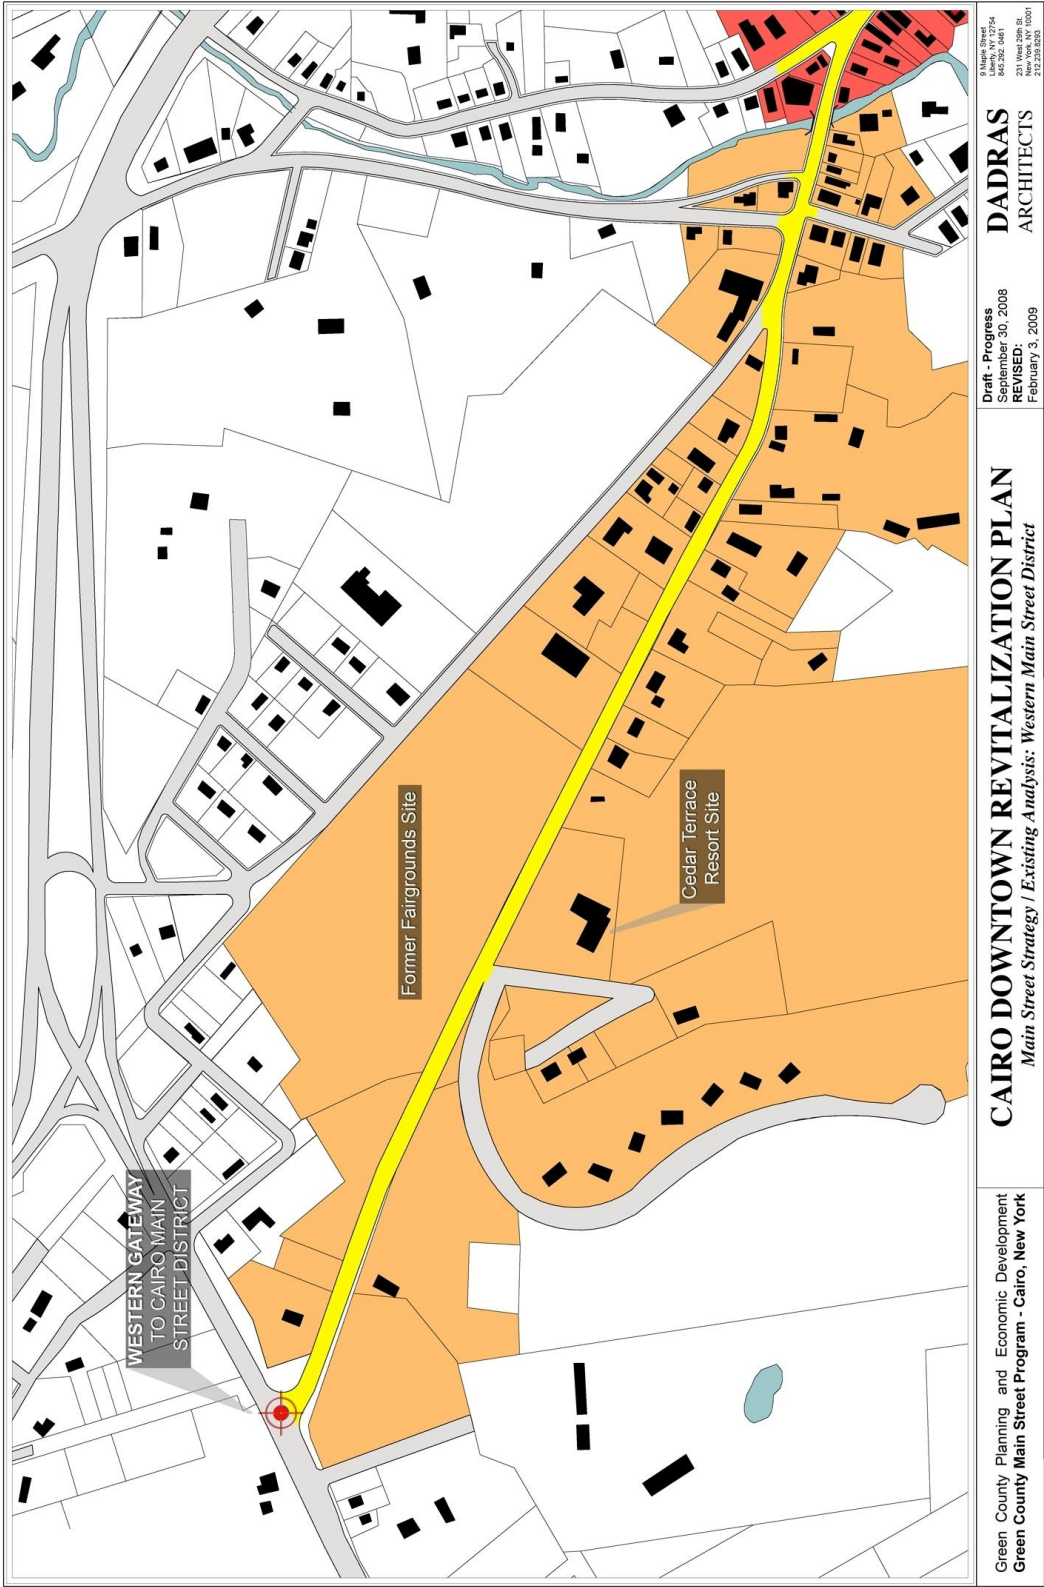 WESTERN GATEWAY
TO CAIRO MAIN
STREET DISTRICT
Former Fairgrounds Site
Cedar Terrace
Resort Site
Green County Planning and Economic Development
Green County Main Street Program - Cairo, New York
CAIRO DOWNTOWN REVITALIZATION PLAN
Main Street Strategy / Existing Analysis: Western Main Street District
Draft - Progress
September 30, 2008
REVISED:
February 3, 2009
DADRAS
ARCHITECTS
9 Maple Street
Liberty, NY 12754
845.292.0461
231 West 29th St.
New York, NY 10001
212.239.8293